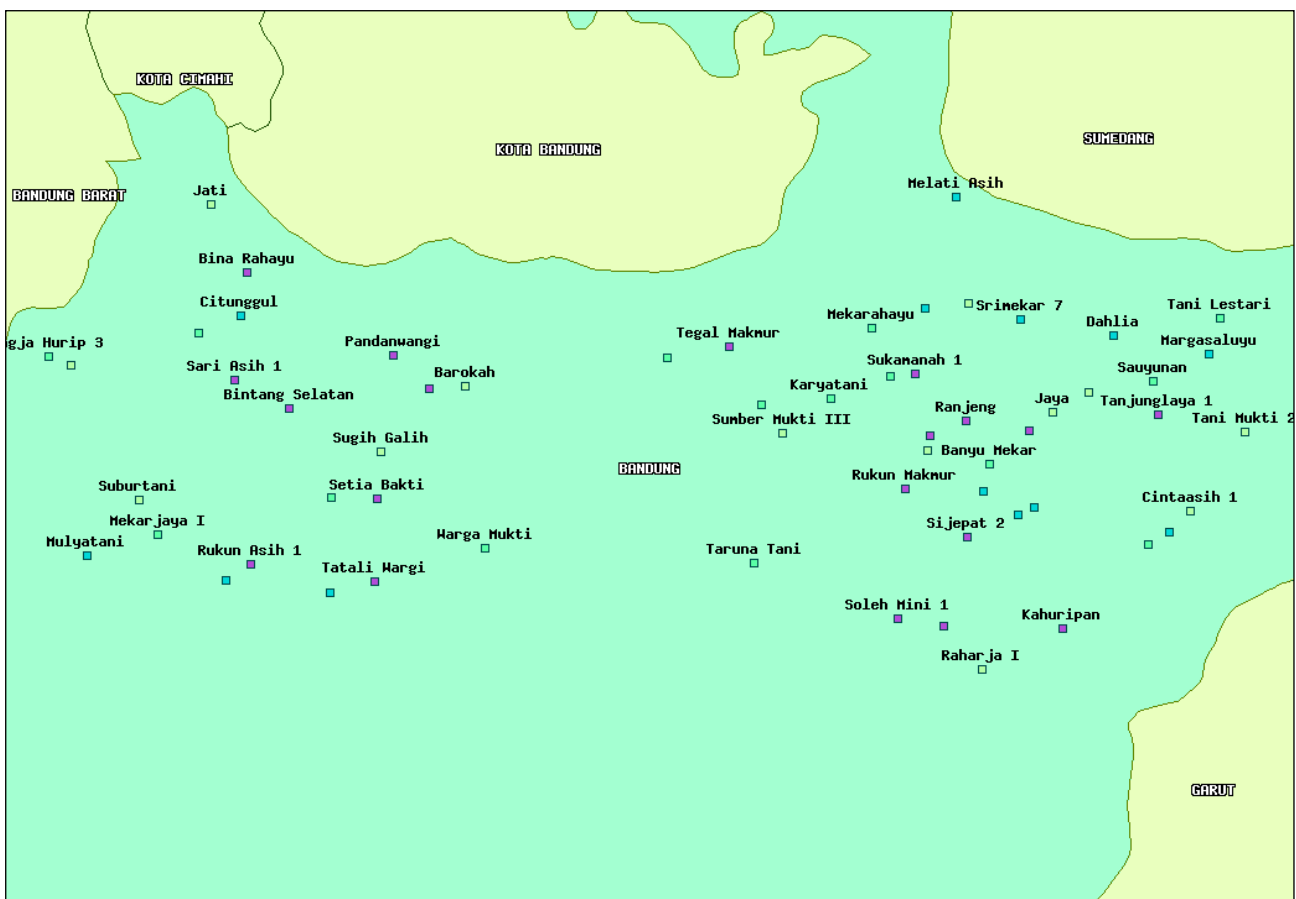 KOTA CIMAHI
SUMEDANG
KOTA BANDUNG
Melati Asih
Jati
BANDUNG BARAT
Bina Rahayu
Citunggul
Srimekar 7
Tani Lestari
Mekarahayu
Dahlia
Tegal Makmur
gja Hurip 3
Pandanwangi
Margasaluyu
Sari Asih 1
Sukamanah 1
Sauyunan
Barokah
Karyatani
Bintang Selatan
Jaya
Tanjunglaya 1
Ranjeng
Sumber Mukti III
Tani Mukti 2
Sugih Galih
Banyu Mekar
BANDUNG
Rukun Makmur
Suburtani
Setia Bakti
Cintaasih 1
Mekarjaya I
Sijepat 2
Warga Mukti
Mulyatani
Rukun Asih 1
Taruna Tani
Tatali Wargi
Soleh Mini 1
Kahuripan
Raharja I
GARUT